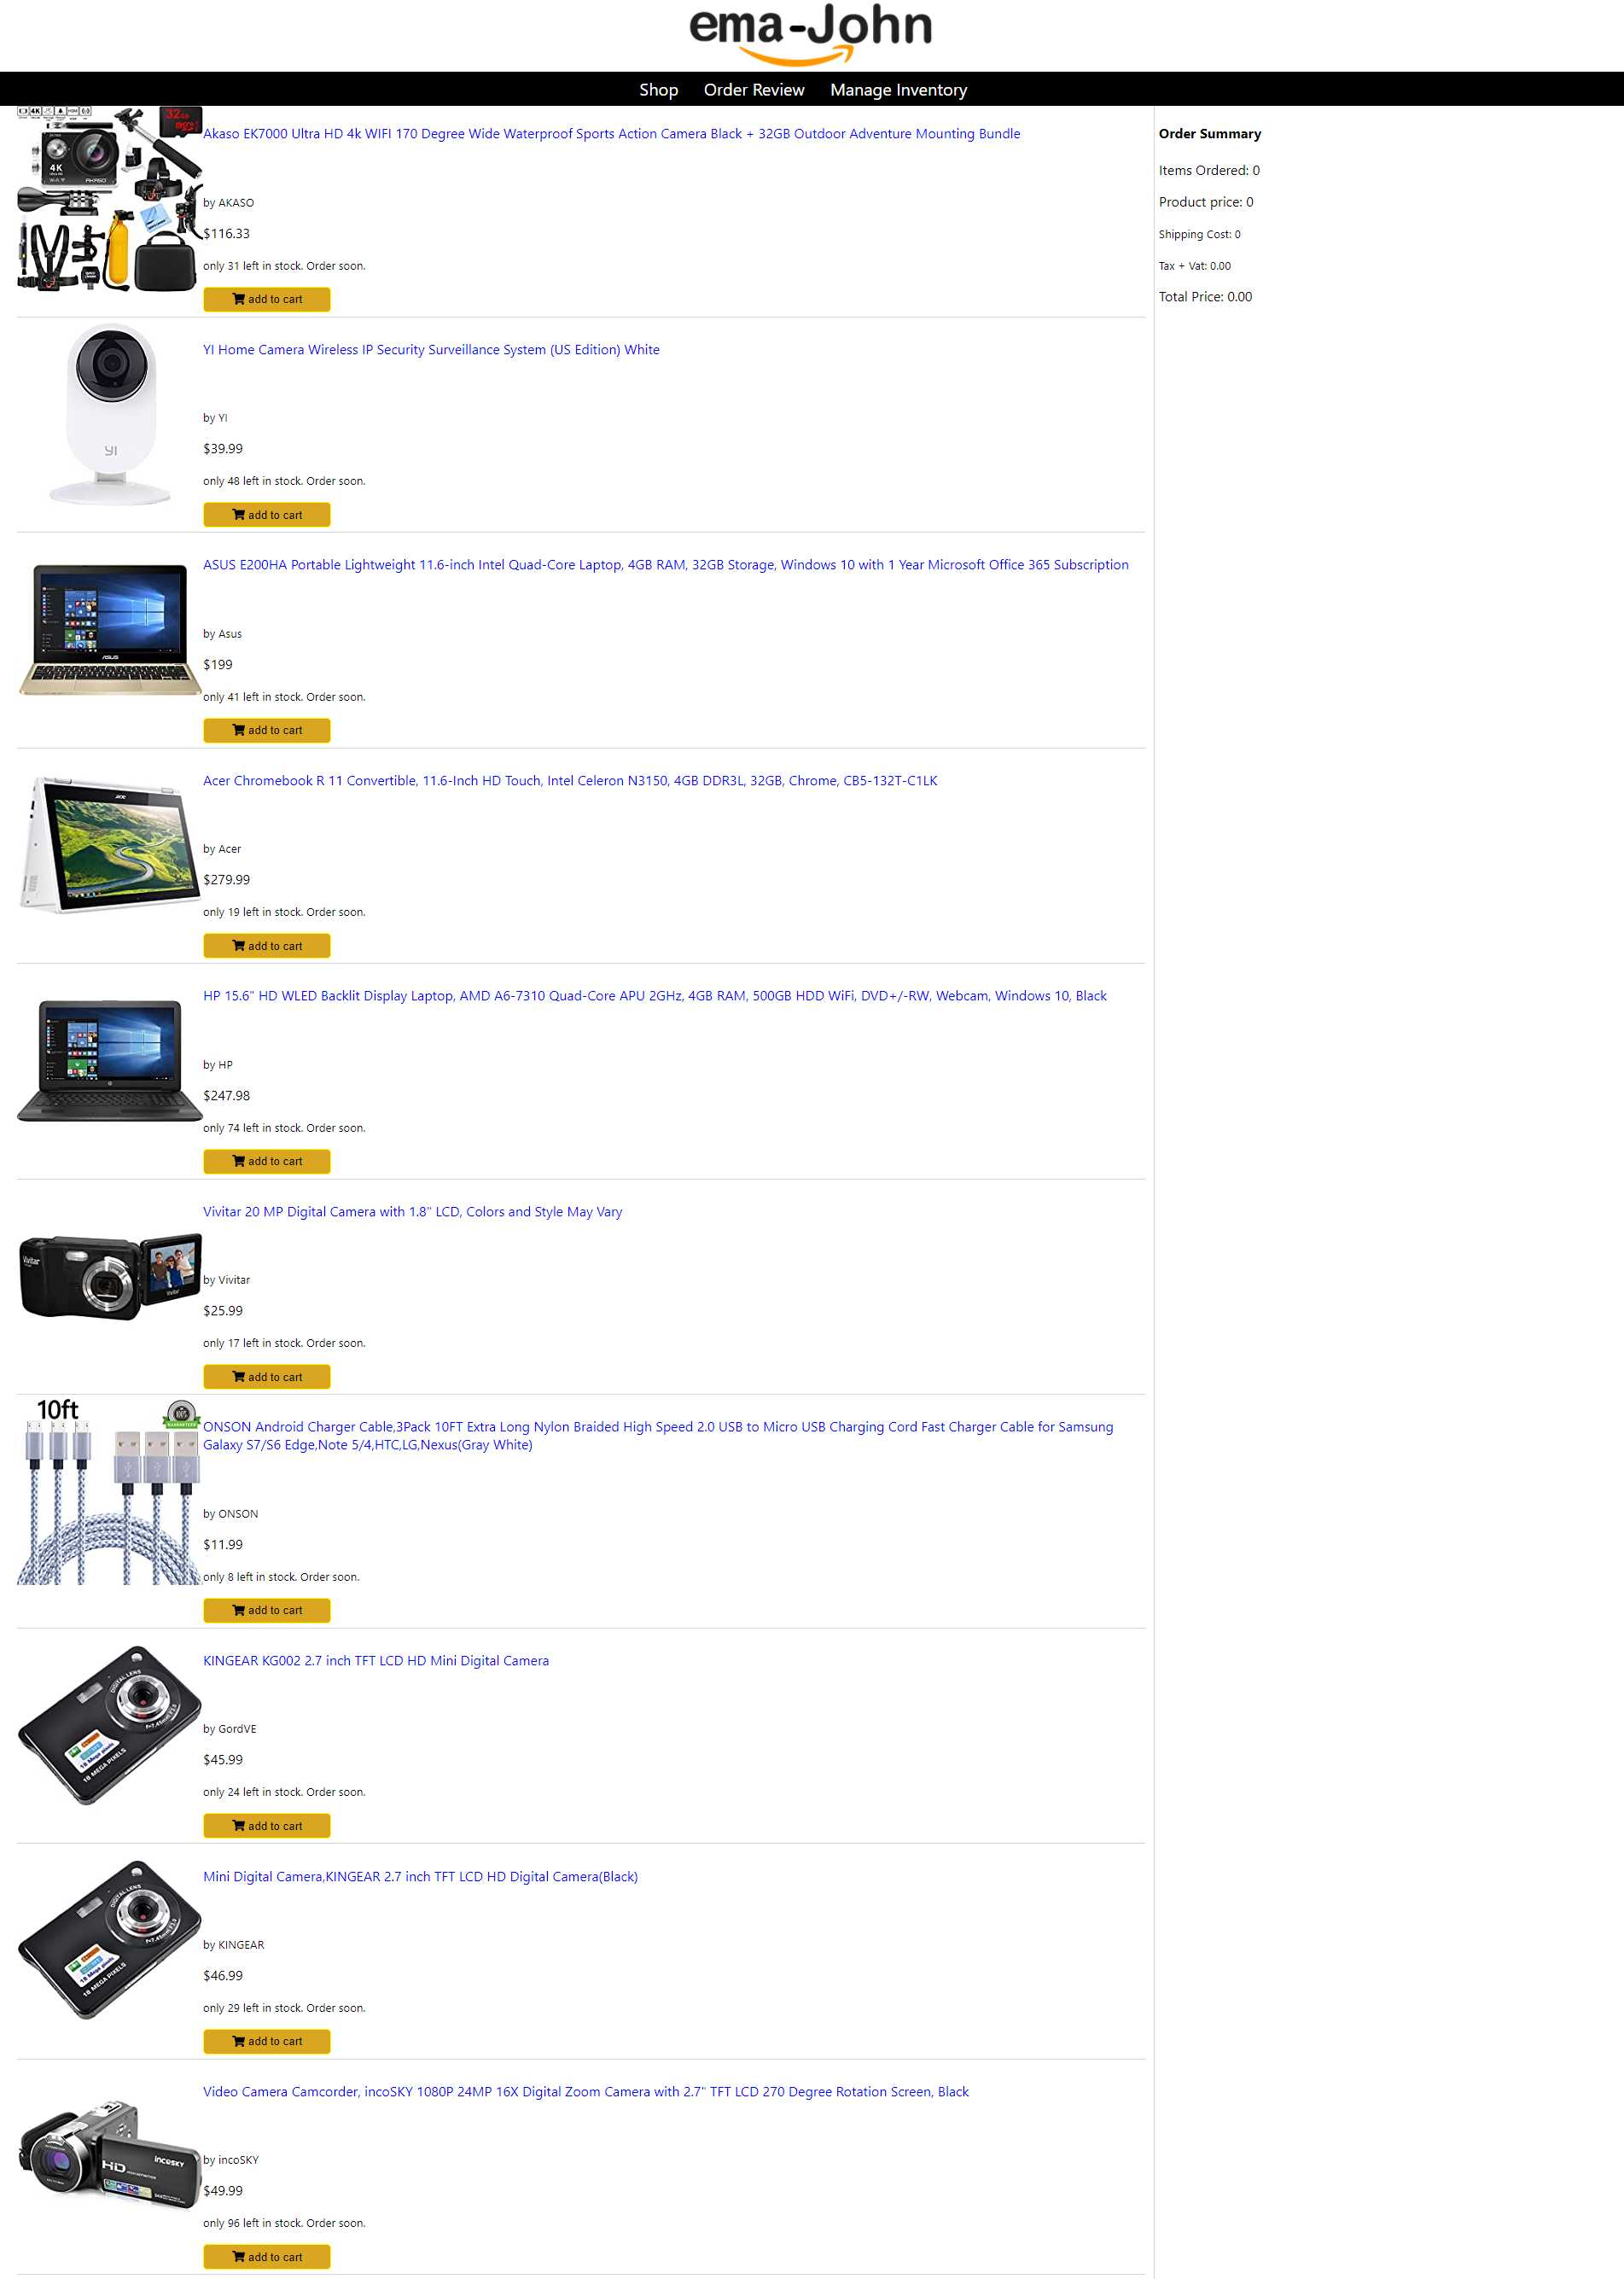 ema-John
Shop Order Review Manage Inventory
Akaso EK7000 Ultra HD 4k WIFI 170 Degree Wide Waterproof Sports Action Camera Black + 32GB Outdoor Adventure Mounting Bundle
by AKASO
$116.33
only 31 left in stock. Order soon.
add to cart
YI Home Camera Wireless IP Security Surveillance System (US Edition) White
by YI
$39.99
only 48 left in stock. Order soon.
add to cart
ASUS E200HA Portable Lightweight 11.6-inch Intel Quad-Core Laptop, 4GB RAM, 32GB Storage, Windows 10 with 1 Year Microsoft Office 365 Subscription
by Asus
$199
only 41 left in stock. Order soon.
add to cart
Acer Chromebook R 11 Convertible, 11.6-Inch HD Touch, Intel Celeron N3150, 4GB DDR3L, 32GB, Chrome, CB5-132T-C1LK
by Acer
$279.99
only 19 left in stock. Order soon.
add to cart
HP 15.6" HD WLED Backlit Display Laptop, AMD A6-7310 Quad-Core APU 2GHz, 4GB RAM, 500GB HDD WiFi, DVD+/-RW, Webcam, Windows 10, Black
by HP
$247.98
only 74 left in stock. Order soon.
add to cart
Vivitar 20 MP Digital Camera with 1.8" LCD, Colors and Style May Vary
by Vivitar
$25.99
only 17 left in stock. Order soon.
add to cart
10ft
ONSON Android Charger Cable,3Pack 10FT Extra Long Nylon Braided High Speed 2.0 USB to Micro USB Charging Cord Fast Charger Cable for Samsung
Galaxy S7/S6 Edge,Note 5/4,HTC,LG,Nexus(Gray White)
by ONSON
$11.99
only 8 left in stock. Order soon.
add to cart
KINGEAR KG002 2.7 inch TFT LCD HD Mini Digital Camera
by GordVE
$45.99
only 24 left in stock. Order soon.
add to cart
Mini Digital Camera,KINGEAR 2.7 inch TFT LCD HD Digital Camera(Black)
by KINGEAR
$46.99
only 29 left in stock. Order soon.
add to cart
Video Camera Camcorder, incoSKY 1080P 24MP 16X Digital Zoom Camera with 2.7" TFT LCD 270 Degree Rotation Screen, Black
by incoSKY
$49.99
only 96 left in stock. Order soon.
add to cart
Order Summary
Items Ordered: 0
Product price: 0
Shipping Cost: 0
Tax + Vat: 0.00
Total Price: 0.00